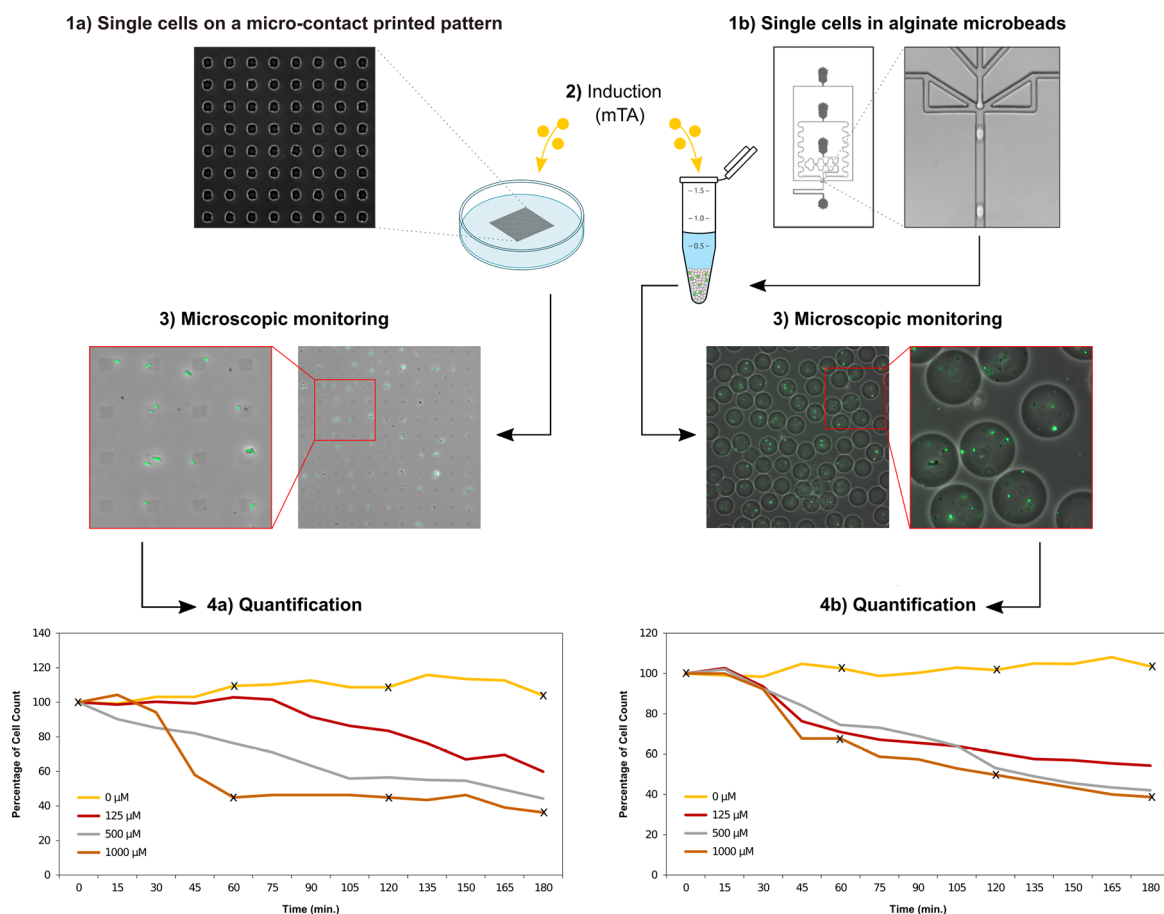 1a) Single cells on a micro-contact printed pattern
1b) Single cells in alginate microbeads
2) Induction
(mTA)
1.5
1.0
0.5
3) Microscopic monitoring
3) Microscopic monitoring
4a) Quantification
140
120
100
80
60
40
20
0
Percentage of Cell Count
0 µM
125 µM
500 µM
1000 µM
0 15 30 45 60 75 90 105 120 135 150 165 180
Time (min.)
4b) Quantification
120
100
80
60
40
20
0
Percentage of Cell Count
0 µM
125 µM
500 µM
1000 µM
0 15 30 45 60 75 90 105 120 135 150 165 180
Time (min.)